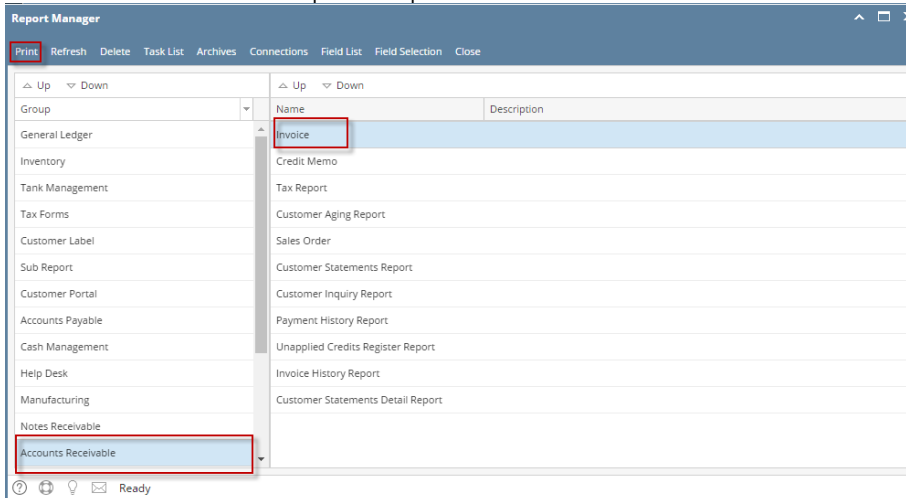 Report Manager
Print Refresh Delete Task List Archives Connections Field List Field Selection Close
Up Down
Group
General Ledger
Inventory
Tank Management
Tax Forms
Customer Label
Sub Report
Customer Portal
Accounts Payable
Cash Management
Help Desk
Manufacturing
Notes Receivable
Accounts Receivable
Up Down
Name Description
Invoice
Credit Memo
Tax Report
Customer Aging Report
Sales Order
Customer Statements Report
Customer Inquiry Report
Payment History Report
Unapplied Credits Register Report
Invoice History Report
Customer Statements Detail Report
Ready